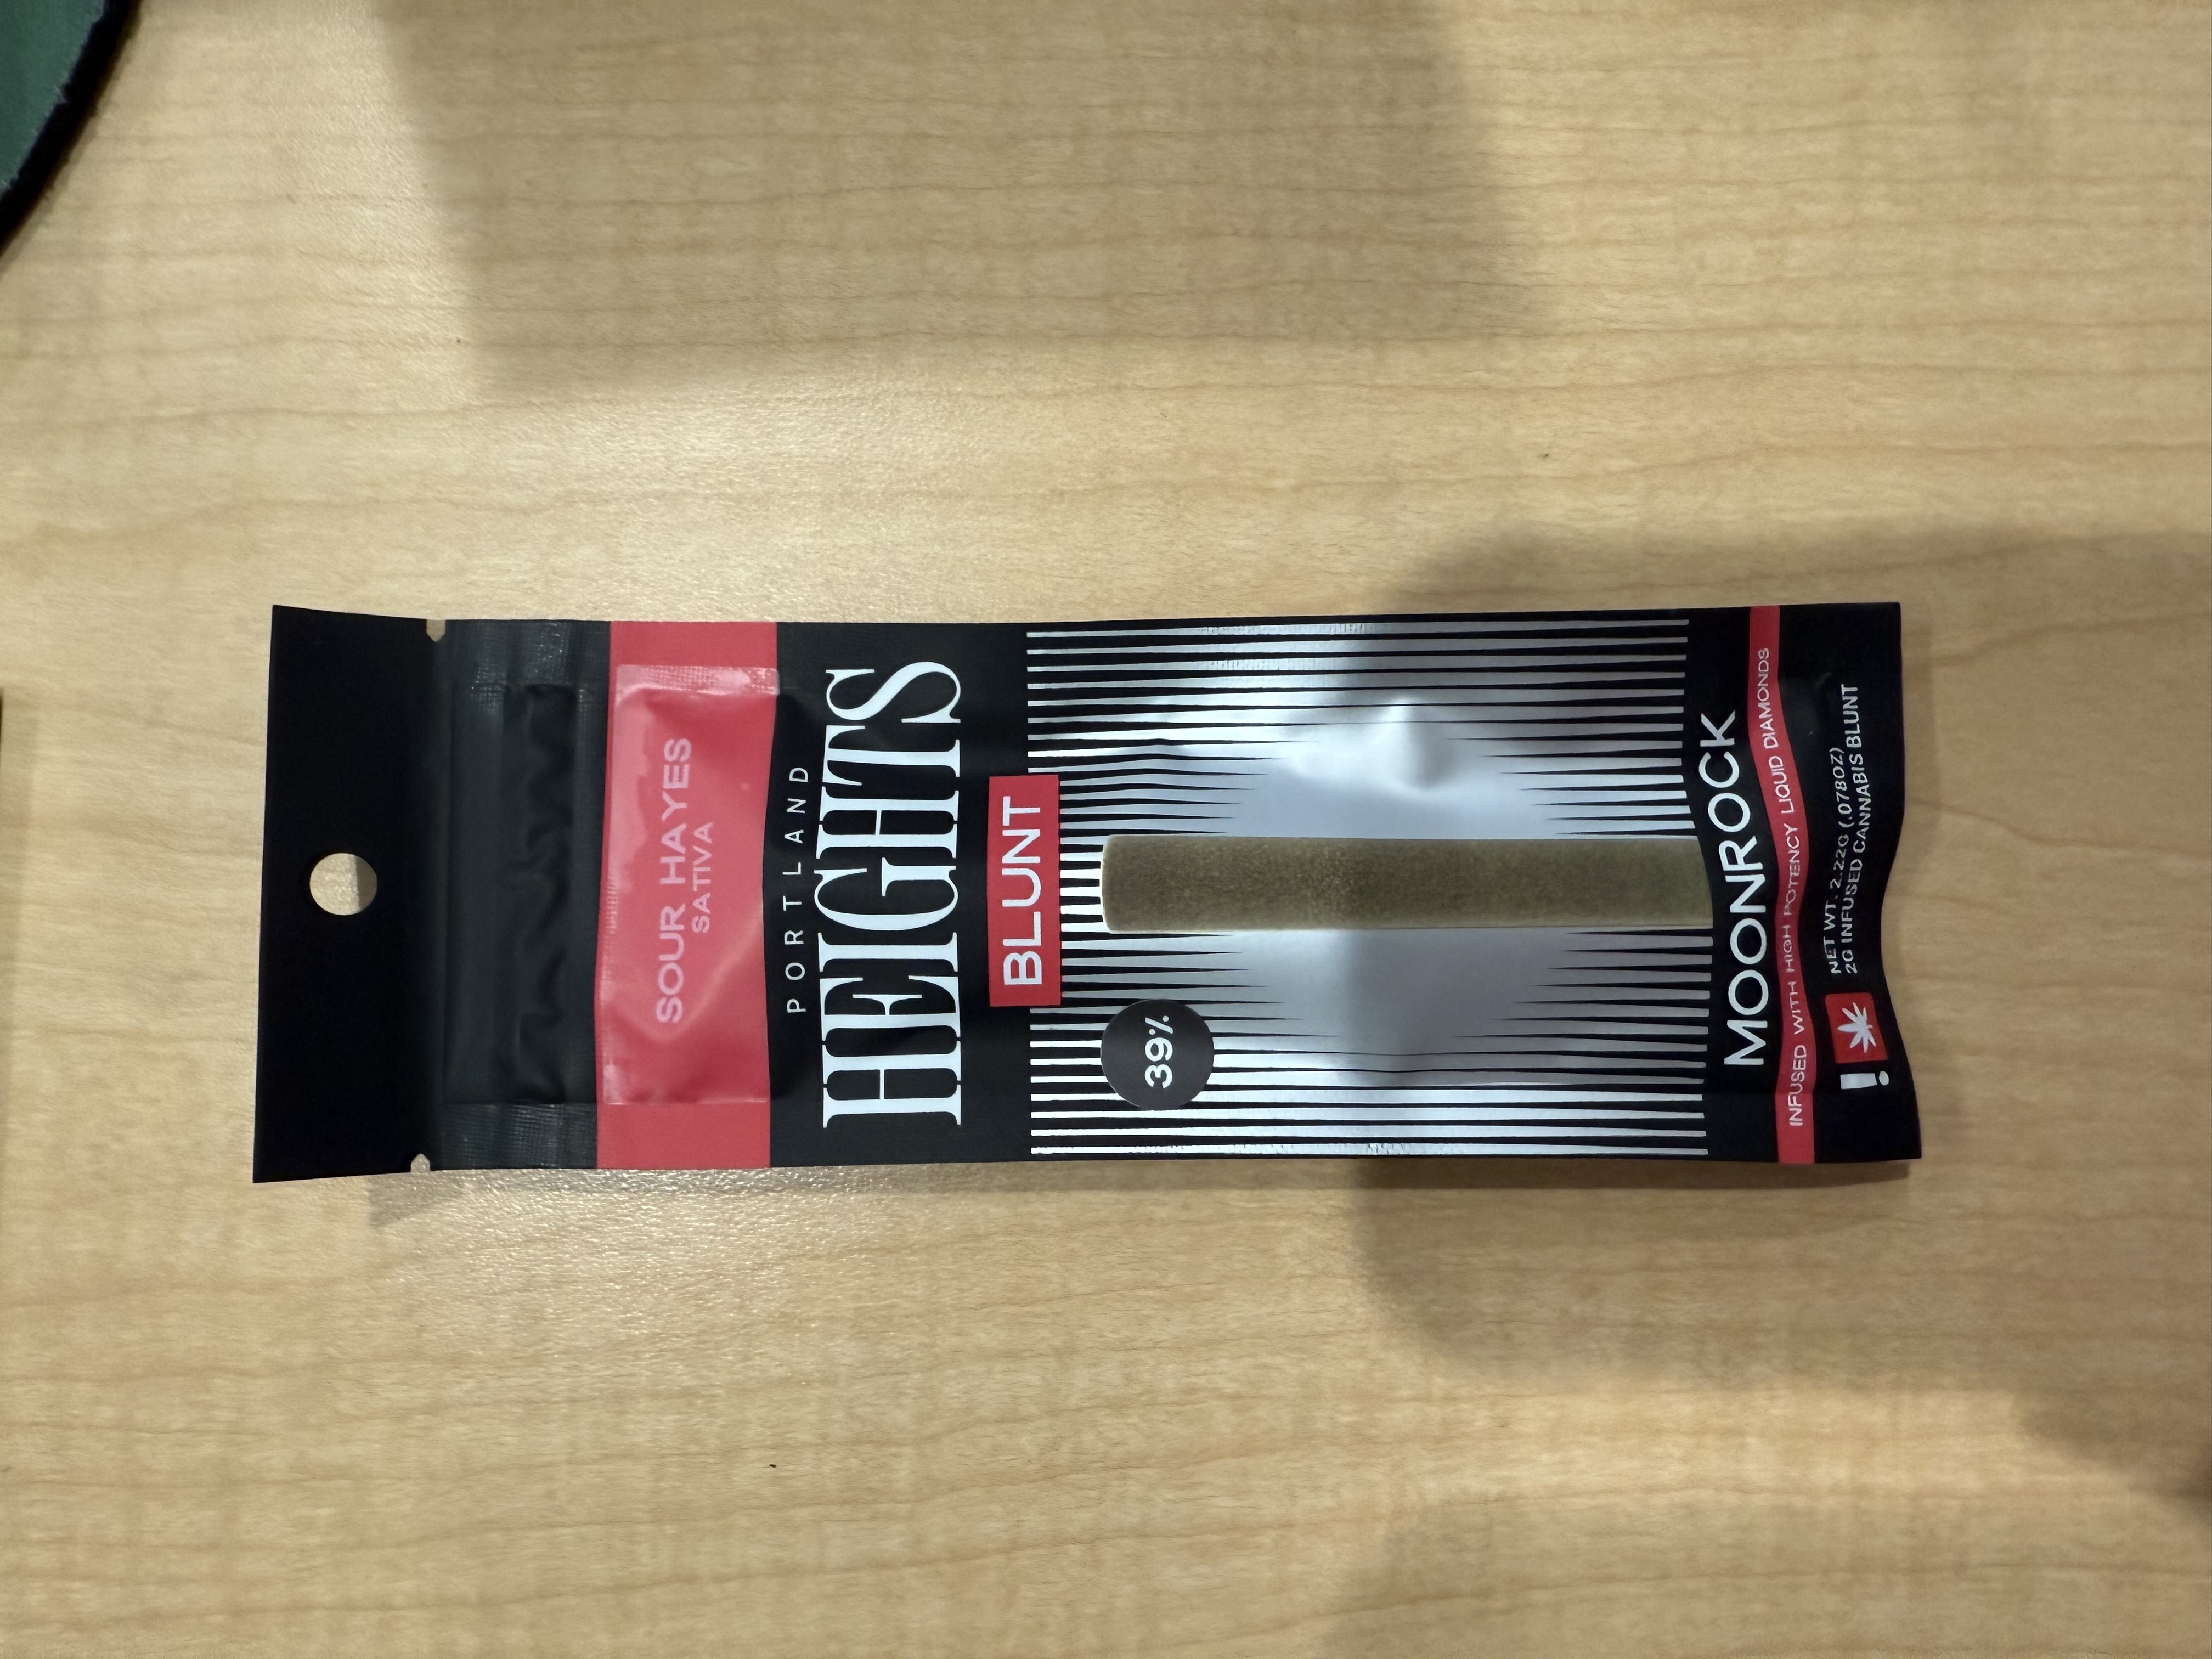 SOUR HAYES
SATIVA
PORTLAND
HEIGHTS
BLUNT
39%
MOONROCK
INFUSED WITH HIGH POTENCY LIQUID DIAMONDS
NET WT. 2.22G (.078OZ)
2G INFUSED CANNABIS BLUNT
!